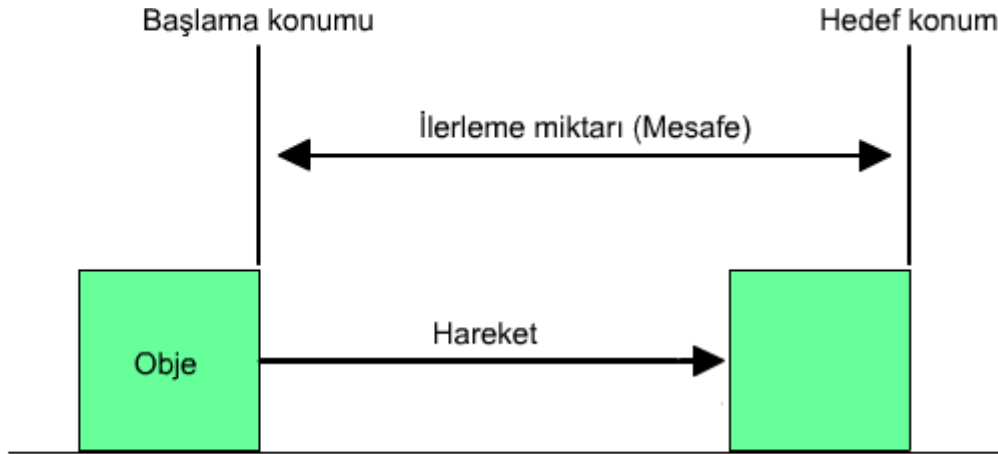 Başlama konumu
Hedef konum
İlerleme miktarı (Mesafe)
Hareket
Obje